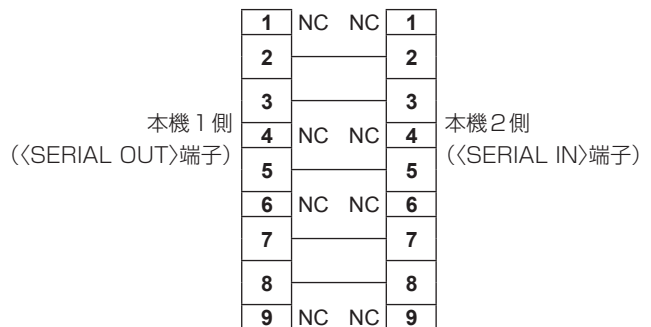 1 NC NC 1
2 2
3 3
本機1側
(〈SERIAL OUT〉端子)
4 NC NC 4
本機2側
(〈SERIAL IN〉端子)
5 5
6 NC NC 6
7 7
8 8
9 NC NC 9